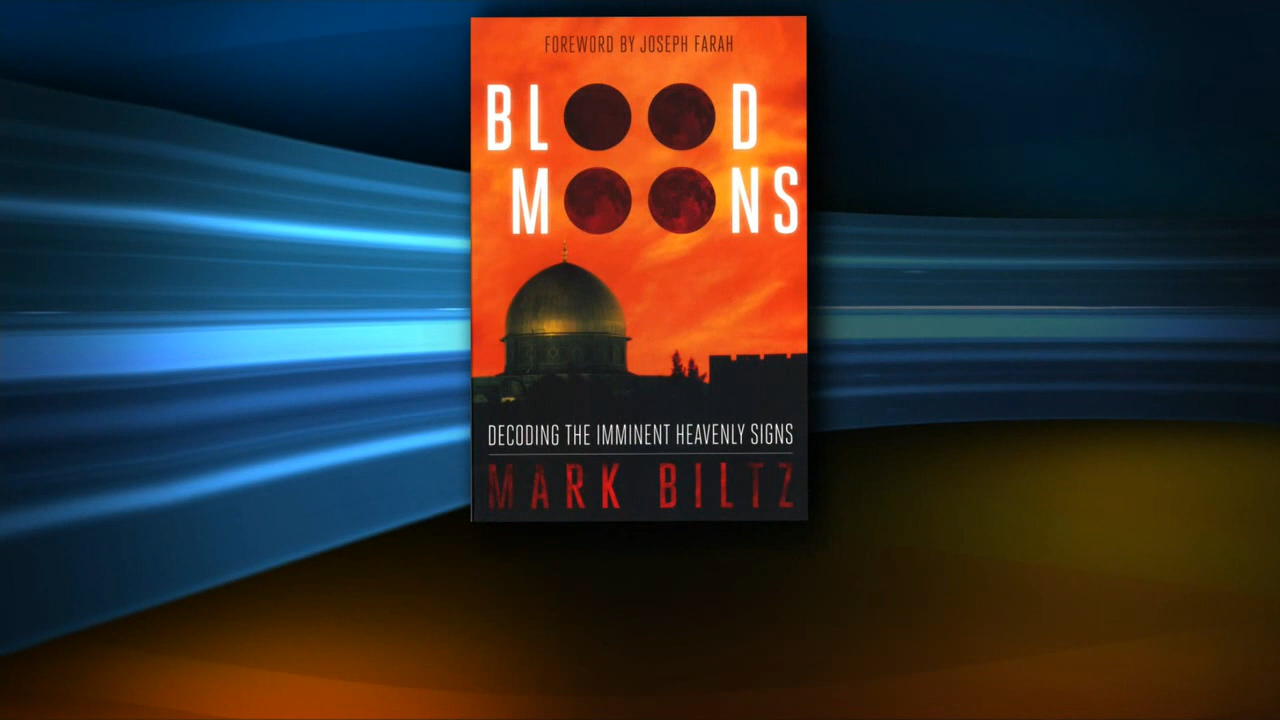 FOREWORD BY JOSEPH FARAH
BLOOD
MOONS
DECODING THE IMMINENT HEAVENLY SIGNS
MARK BILTZ